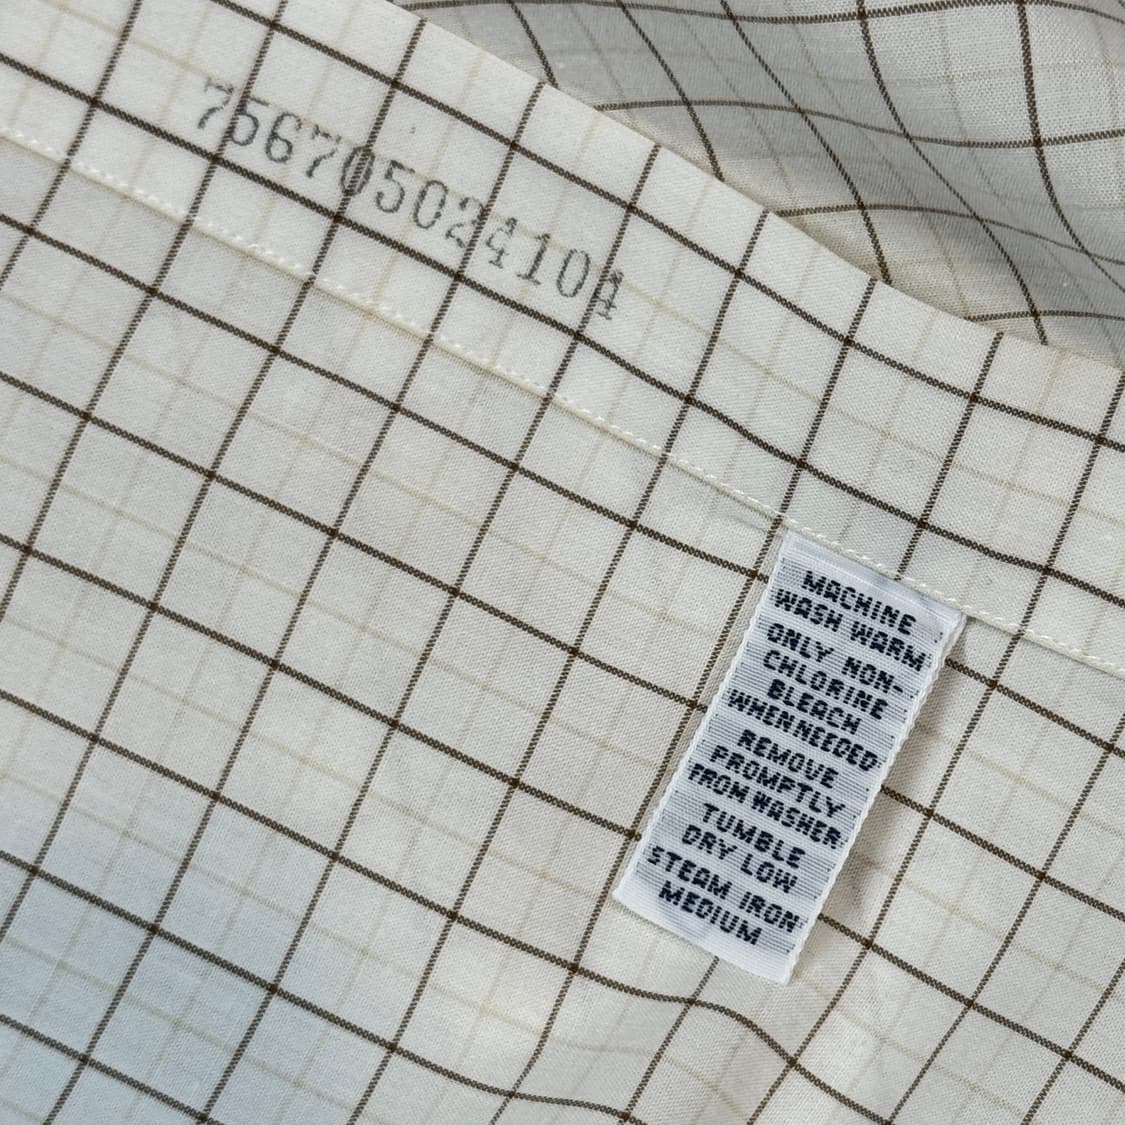 756705024104
MACHINE
WASH WARM
ONLY NON-
CHLORINE
BLEACH
WHEN NEEDED
REMOVE
PROMPTLY
FROM WASHER
TUMBLE
DRY LOW
STEAM IRON
MEDIUM